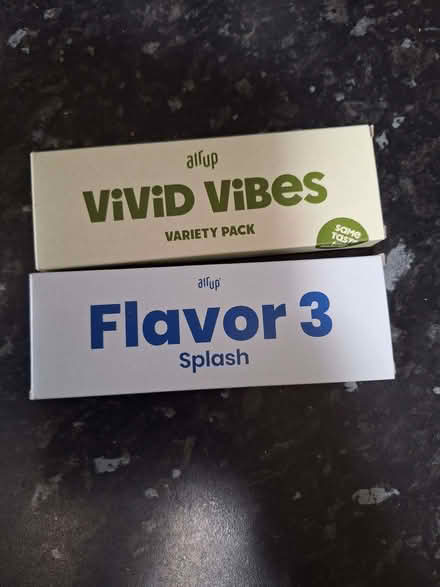 air up
ViViD ViBes
VARIETY PACK
same
Taste
air up
Flavor 3
Splash